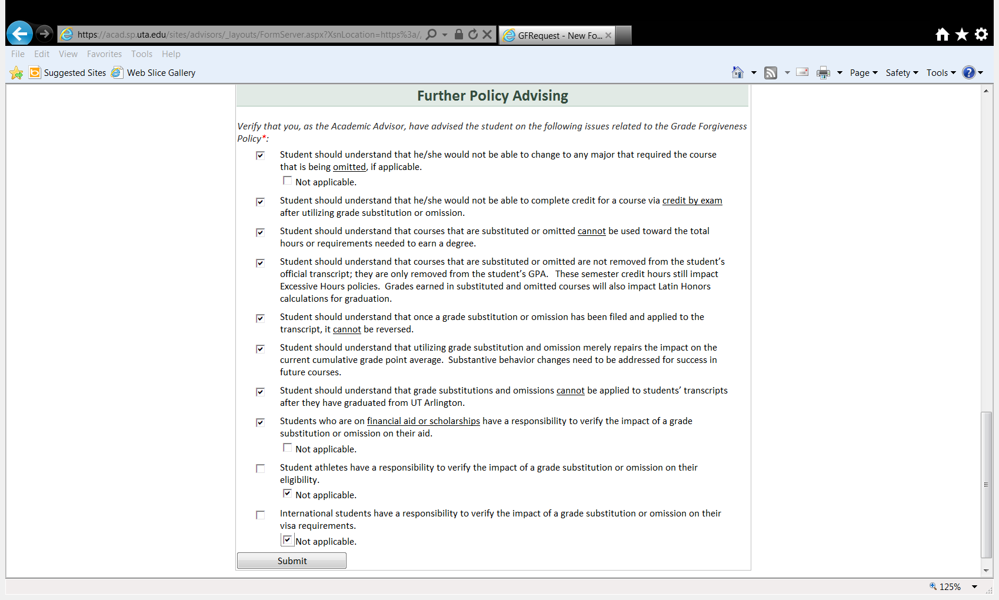 https://acad.sp.uta.edu/sites/advisors/_layouts/FormServer.aspx?XsnLocation=https%3a/,
GFRequest - New Fo...
File Edit View Favorites Tools Help
Suggested Sites Web Slice Gallery
Page Safety Tools
Further Policy Advising
Verify that you, as the Academic Advisor, have advised the student on the following issues related to the Grade Forgiveness
Policy*:
Student should understand that he/she would not be able to change to any major that required the course
that is being omitted, if applicable.
Not applicable.
Student should understand that he/she would not be able to complete credit for a course via credit by exam
after utilizing grade substitution or omission.
Student should understand that courses that are substituted or omitted cannot be used toward the total
hours or requirements needed to earn a degree.
Student should understand that courses that are substituted or omitted are not removed from the student’s
official transcript; they are only removed from the student’s GPA. These semester credit hours still impact
Excessive Hours policies. Grades earned in substituted and omitted courses will also impact Latin Honors
calculations for graduation.
Student should understand that once a grade substitution or omission has been filed and applied to the
transcript, it cannot be reversed.
Student should understand that utilizing grade substitution and omission merely repairs the impact on the
current cumulative grade point average. Substantive behavior changes need to be addressed for success in
future courses.
Student should understand that grade substitutions and omissions cannot be applied to students’ transcripts
after they have graduated from UT Arlington.
Students who are on financial aid or scholarships have a responsibility to verify the impact of a grade
substitution or omission on their aid.
Not applicable.
Student athletes have a responsibility to verify the impact of a grade substitution or omission on their
eligibility.
Not applicable.
International students have a responsibility to verify the impact of a grade substitution or omission on their
visa requirements.
Not applicable.
Submit
125%